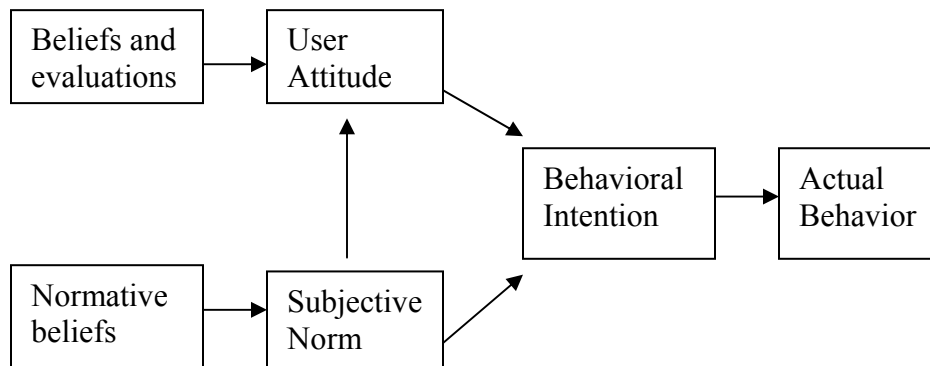 Beliefs and
evaluations
User
Attitude
Behavioral
Intention
Actual
Behavior
Normative
beliefs
Subjective
Norm